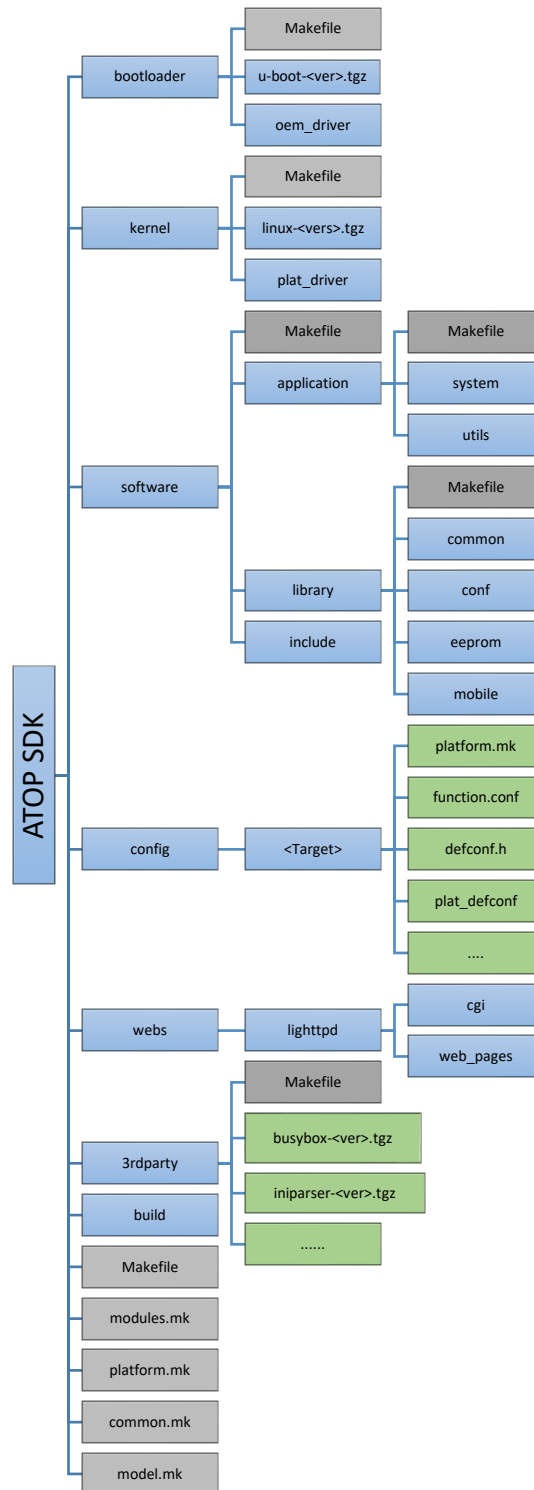 ATOP SDK
bootloader
Makefile
u-boot-<ver>.tgz
oem_driver
kernel
Makefile
linux-<vers>.tgz
plat_driver
software
Makefile
application
Makefile
system
utils
library
Makefile
common
conf
eeprom
mobile
include
config
<Target>
platform.mk
function.conf
defconf.h
plat_defconf
....
webs
lighttpd
cgi
web_pages
3rdparty
Makefile
busybox-<ver>.tgz
iniparser-<ver>.tgz
......
build
Makefile
modules.mk
platform.mk
common.mk
model.mk